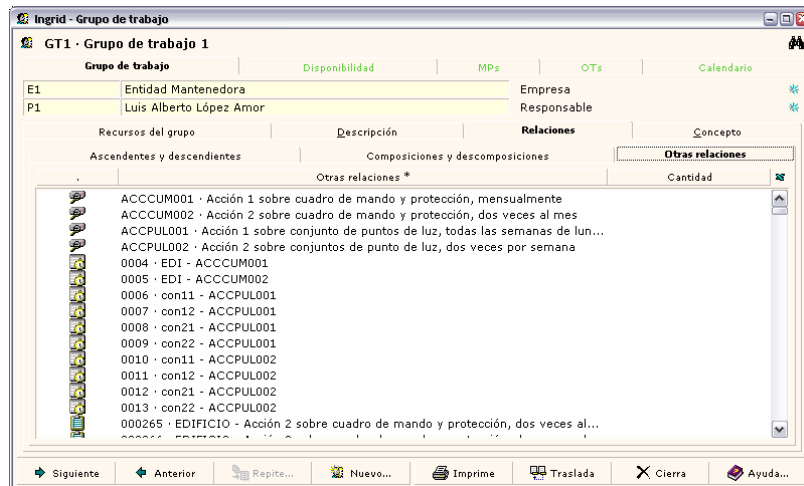 Ingrid - Grupo de trabajo
GT1 · Grupo de trabajo 1
Grupo de trabajo Disponibilidad MPs OTs Calendario
E1 Entidad Mantenedora Empresa
P1 Luis Alberto López Amor Responsable
Recursos del grupo Descripción Relaciones Concepto
Ascendentes y descendientes Composiciones y descomposiciones Otras relaciones
. Otras relaciones * Cantidad
ACCCUM001 · Acción 1 sobre cuadro de mando y protección, mensualmente
ACCCUM002 · Acción 2 sobre cuadro de mando y protección, dos veces al mes
ACCPUL001 · Acción 1 sobre conjunto de puntos de luz, todas las semanas de lun...
ACCPUL002 · Acción 2 sobre conjuntos de punto de luz, dos veces por semana
0004 · EDI - ACCCUM001
0005 · EDI - ACCCUM002
0006 · con11 - ACCPUL001
0007 · con12 - ACCPUL001
0008 · con21 - ACCPUL001
0009 · con22 - ACCPUL001
0010 · con11 - ACCPUL002
0011 · con12 - ACCPUL002
0012 · con21 - ACCPUL002
0013 · con22 - ACCPUL002
000265 · EDIFICIO - Acción 2 sobre cuadro de mando y protección, dos veces al...
Siguiente Anterior Repite... Nuevo... Imprime Traslada Cierra Ayuda...